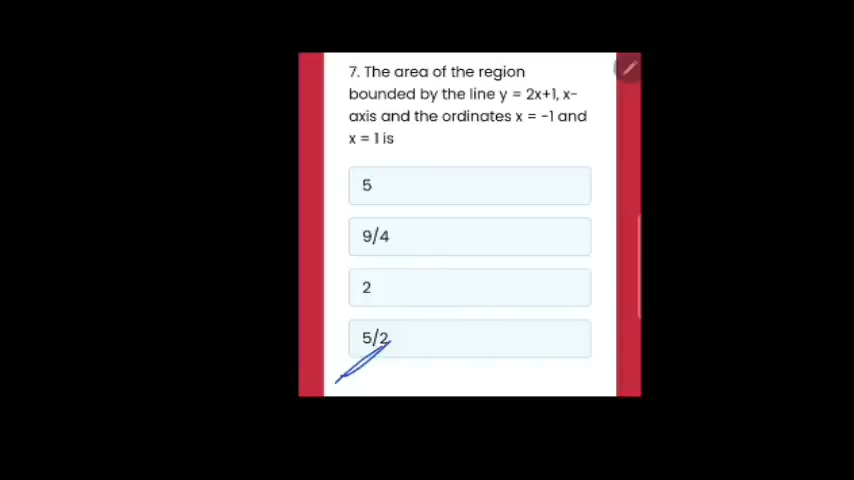 7. The area of the region
bounded by the line y = 2x+1, x-
axis and the ordinates x = -1 and
x = 1 is
5
9/4
2
5/2